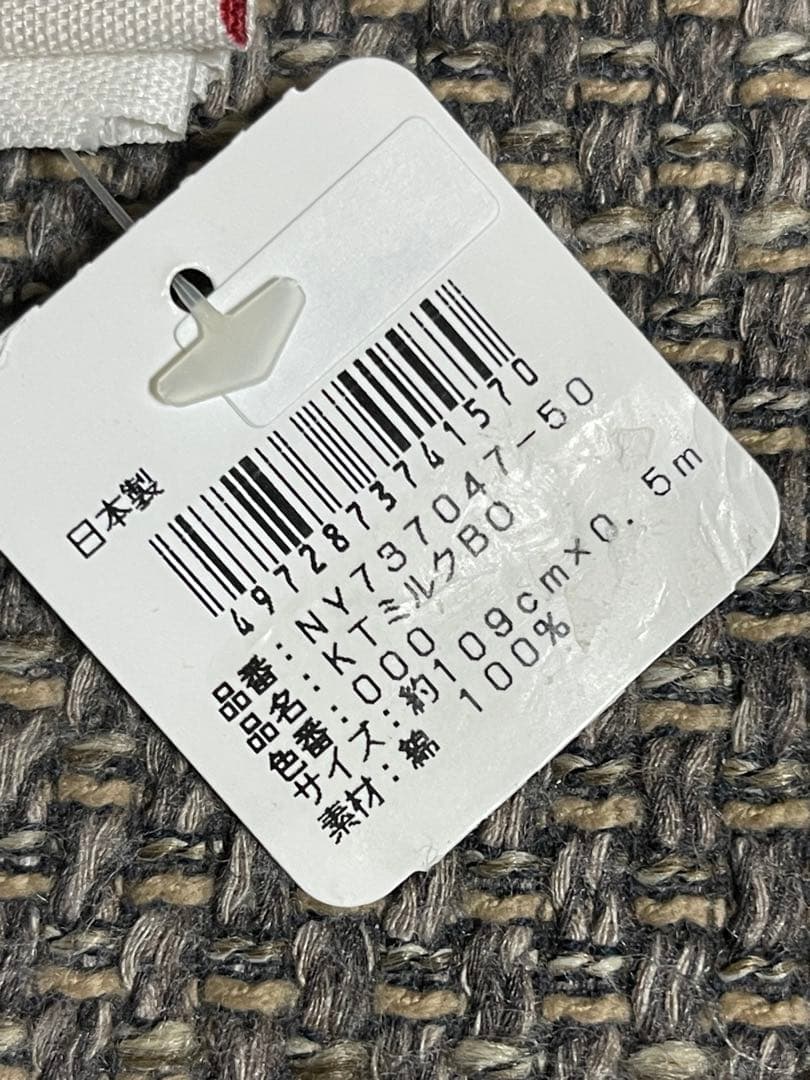 日本製
4972873741570
品番：NY737047-50
品名：KTミルクBO
色番：000
サイズ：約109cm×0.5m
素材：綿 100%